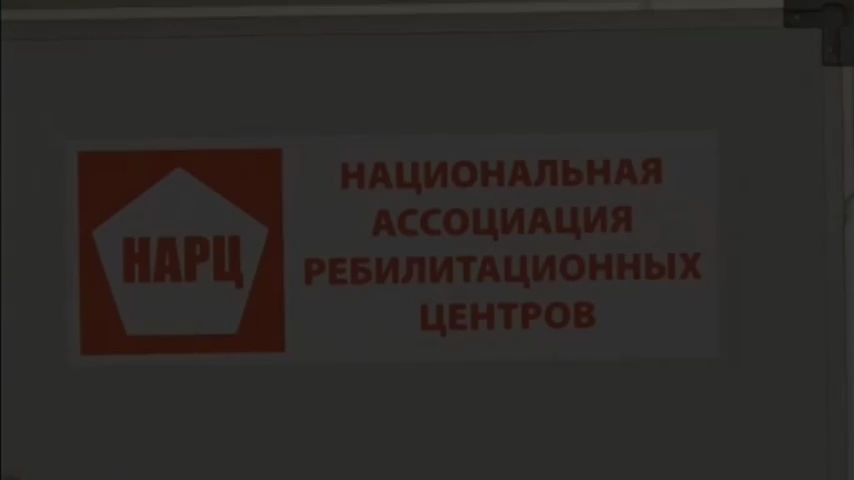 НАРЦ
НАЦИОНАЛЬНАЯ
АССОЦИАЦИЯ
РЕБИЛИТАЦИОННЫХ
ЦЕНТРОВ